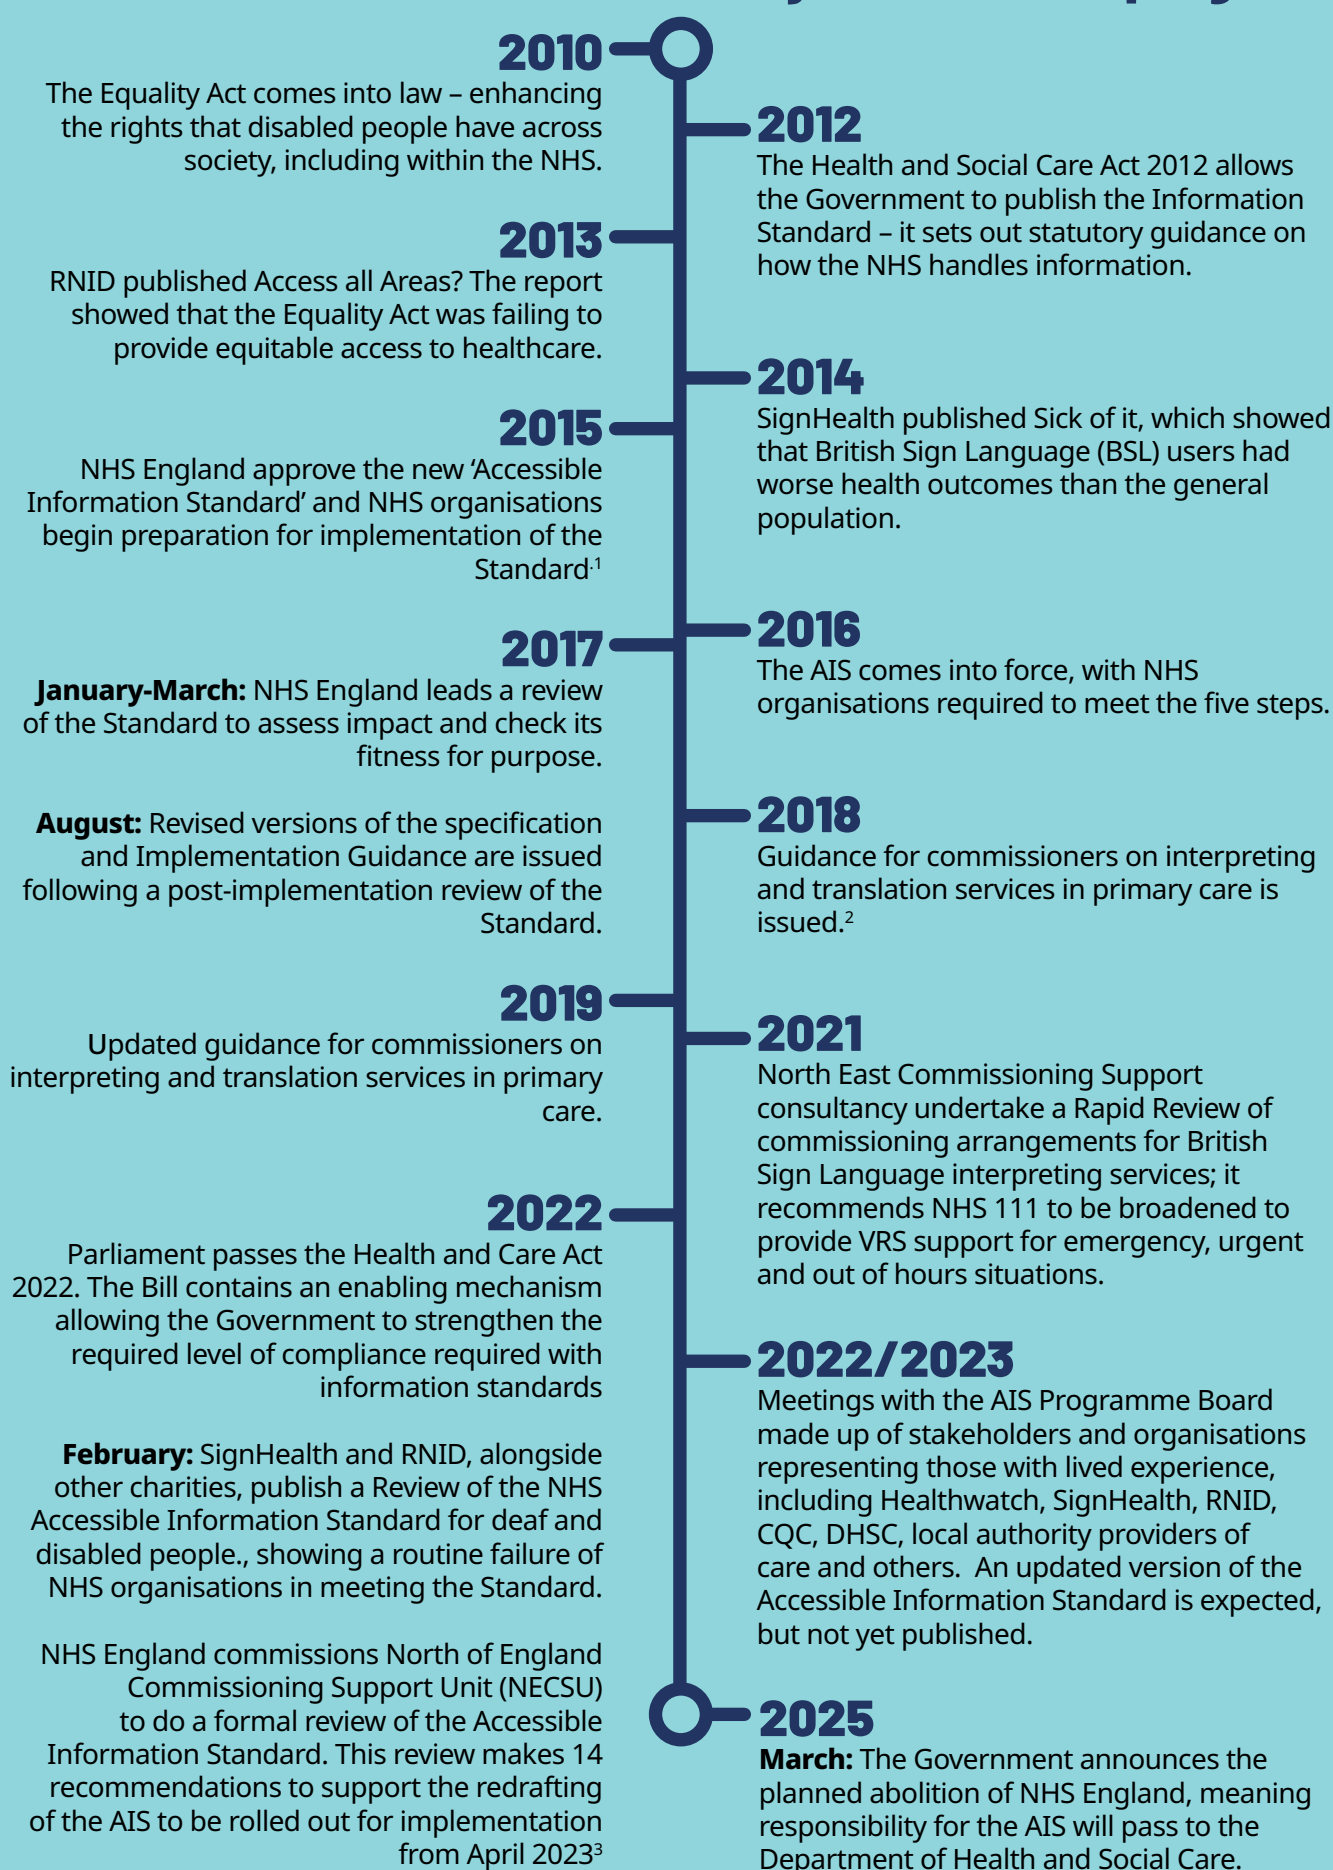 2010
The Equality Act comes into law – enhancing
the rights that disabled people have across
society, including within the NHS.
2012
The Health and Social Care Act 2012 allows
the Government to publish the Information
Standard – it sets out statutory guidance on
how the NHS handles information.
2013
RNID published Access all Areas? The report
showed that the Equality Act was failing to
provide equitable access to healthcare.
2014
SignHealth published Sick of it, which showed
that British Sign Language (BSL) users had
worse health outcomes than the general
population.
2015
NHS England approve the new ‘Accessible
Information Standard’ and NHS organisations
begin preparation for implementation of the
Standard.1
2016
The AIS comes into force, with NHS
organisations required to meet the five steps.
2017
January-March: NHS England leads a review
of the Standard to assess impact and check its
fitness for purpose.
August: Revised versions of the specification
and Implementation Guidance are issued
following a post-implementation review of the
Standard.
2018
Guidance for commissioners on interpreting
and translation services in primary care is
issued.2
2019
Updated guidance for commissioners on
interpreting and translation services in primary
care.
2021
North East Commissioning Support
consultancy undertake a Rapid Review of
commissioning arrangements for British
Sign Language interpreting services; it
recommends NHS 111 to be broadened to
provide VRS support for emergency, urgent
and out of hours situations.
2022
Parliament passes the Health and Care Act
2022. The Bill contains an enabling mechanism
allowing the Government to strengthen the
required level of compliance required with
information standards
February: SignHealth and RNID, alongside
other charities, publish a Review of the NHS
Accessible Information Standard for deaf and
disabled people., showing a routine failure of
NHS organisations in meeting the Standard.
NHS England commissions North of England
Commissioning Support Unit (NECSU)
to do a formal review of the Accessible
Information Standard. This review makes 14
recommendations to support the redrafting
of the AIS to be rolled out for implementation
from April 20233
2022/2023
Meetings with the AIS Programme Board
made up of stakeholders and organisations
representing those with lived experience,
including Healthwatch, SignHealth, RNID,
CQC, DHSC, local authority providers of
care and others.  An updated version of the
Accessible Information Standard is expected,
but not yet published.
2025
March: The Government announces the
planned abolition of NHS England, meaning
responsibility for the AIS will pass to the
Department of Health and Social Care.